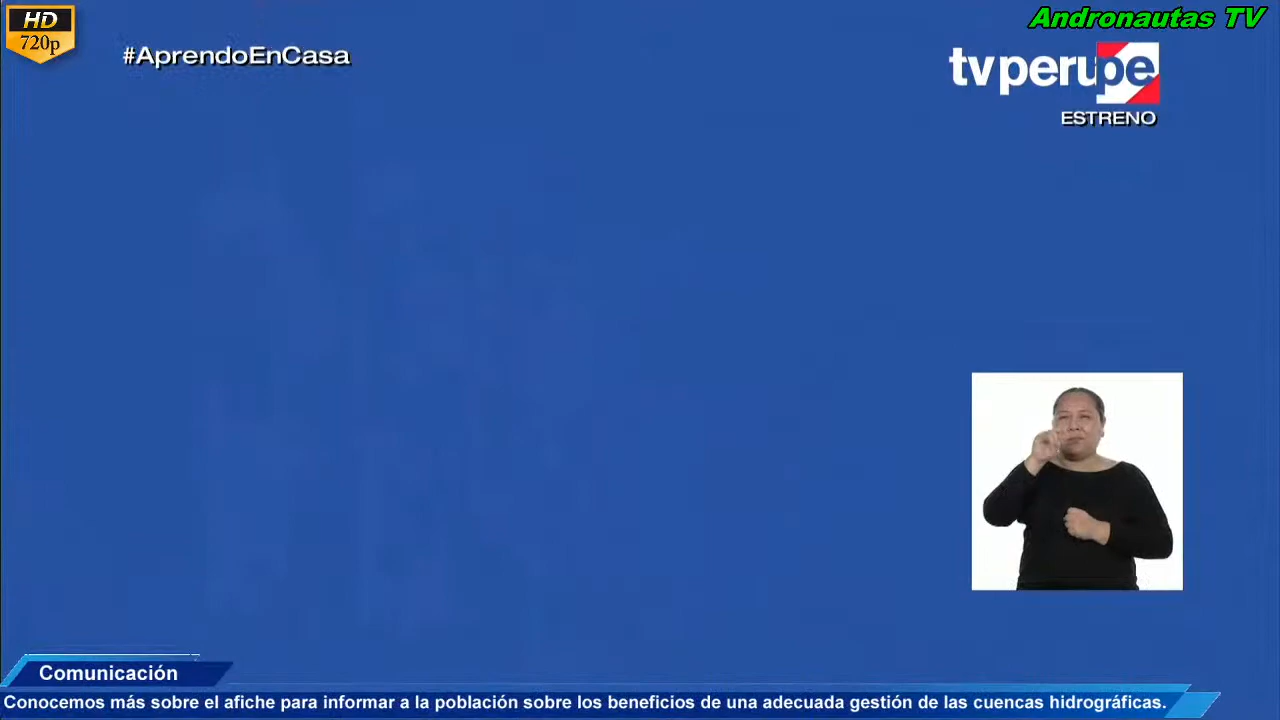 HD
720p
#AprendoEnCasa
Andronautas TV
tvperupe
ESTRENO
Comunicación
Conocemos más sobre el afiche para informar a la población sobre los beneficios de una adecuada gestión de las cuencas hidrográficas.